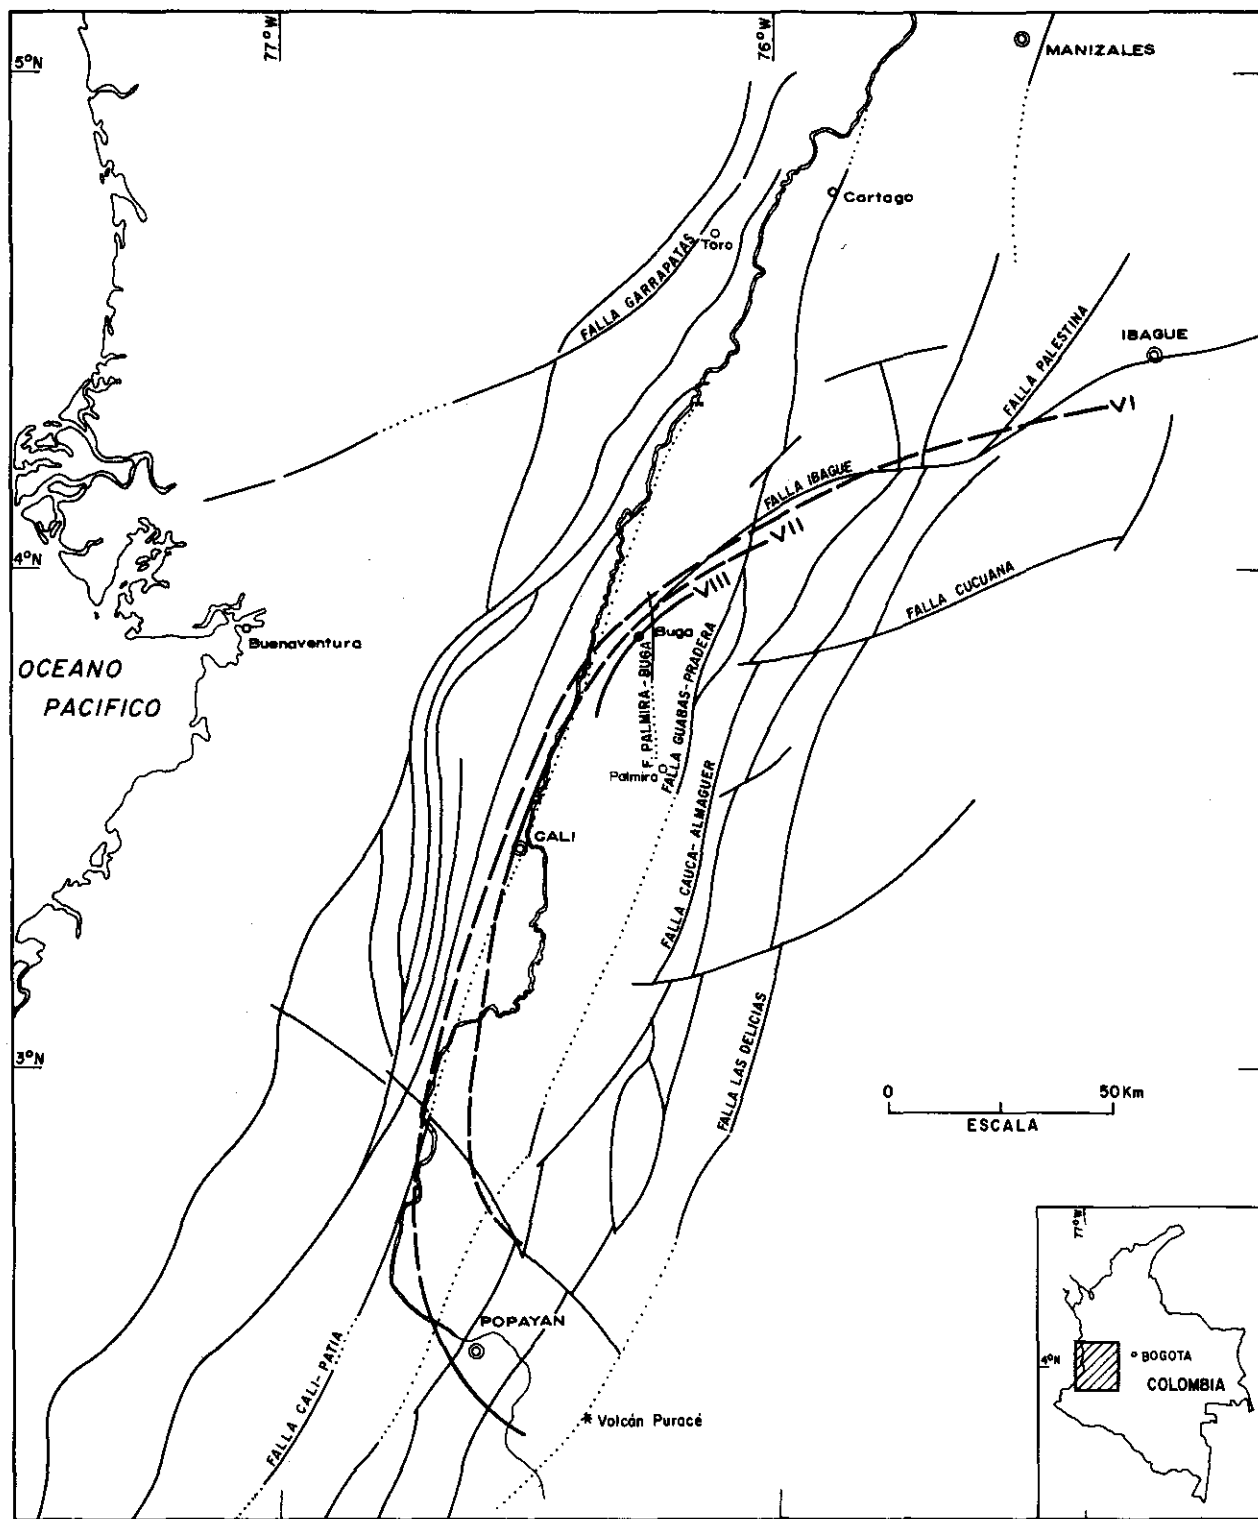 77°W
76°W
5°N
MANIZALES
Cartago
Toro
FALLA GARRAPATAS
IBAGUE
FALLA PALESTINA
VI
FALLA IBAGUE
VII
4°N
VIII
FALLA CUCUANA
Buenaventura
Buga
OCEANO
PACIFICO
F. PALMIRA-BUGA
FALLA GUABAS-PRADERA
Palmira
CALI
FALLA CAUCA-ALMAGUER
FALLA LAS DELICIAS
3°N
0 50 Km
ESCALA
POPAYAN
FALLA CALI-PATIA
Volcán Puracé
77°W
4°N
BOGOTA
COLOMBIA